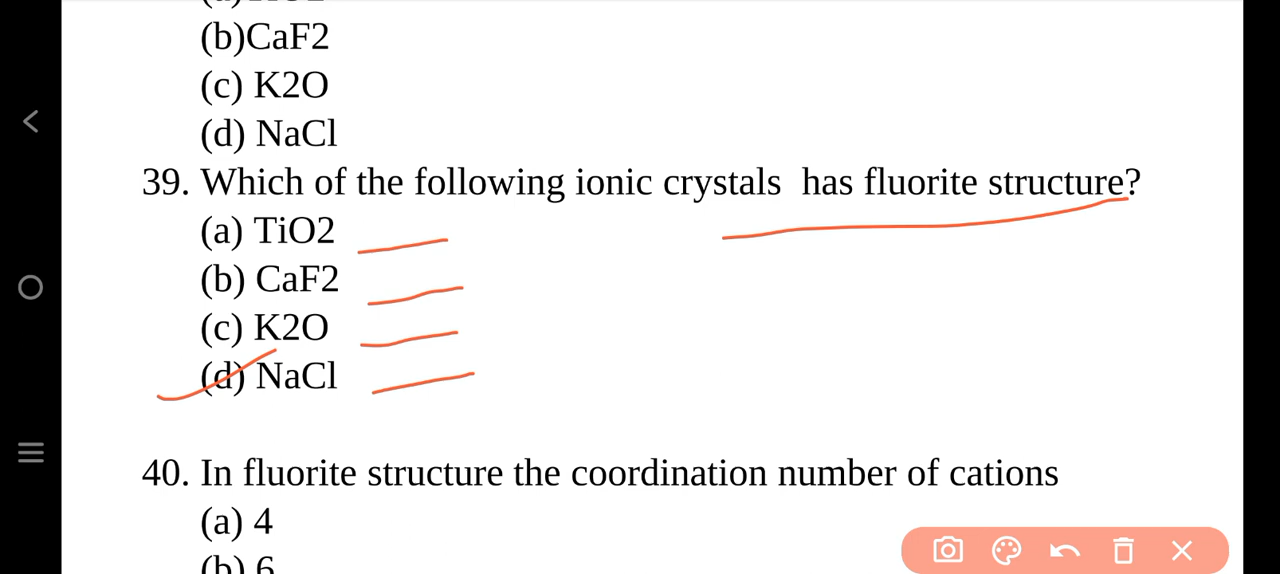 (b)CaF2
(c) K2O
(d) NaCl
39. Which of the following ionic crystals  has fluorite structure?
(a) TiO2
(b) CaF2
(c) K2O
(d) NaCl
40. In fluorite structure the coordination number of cations
(a) 4
(b) 6